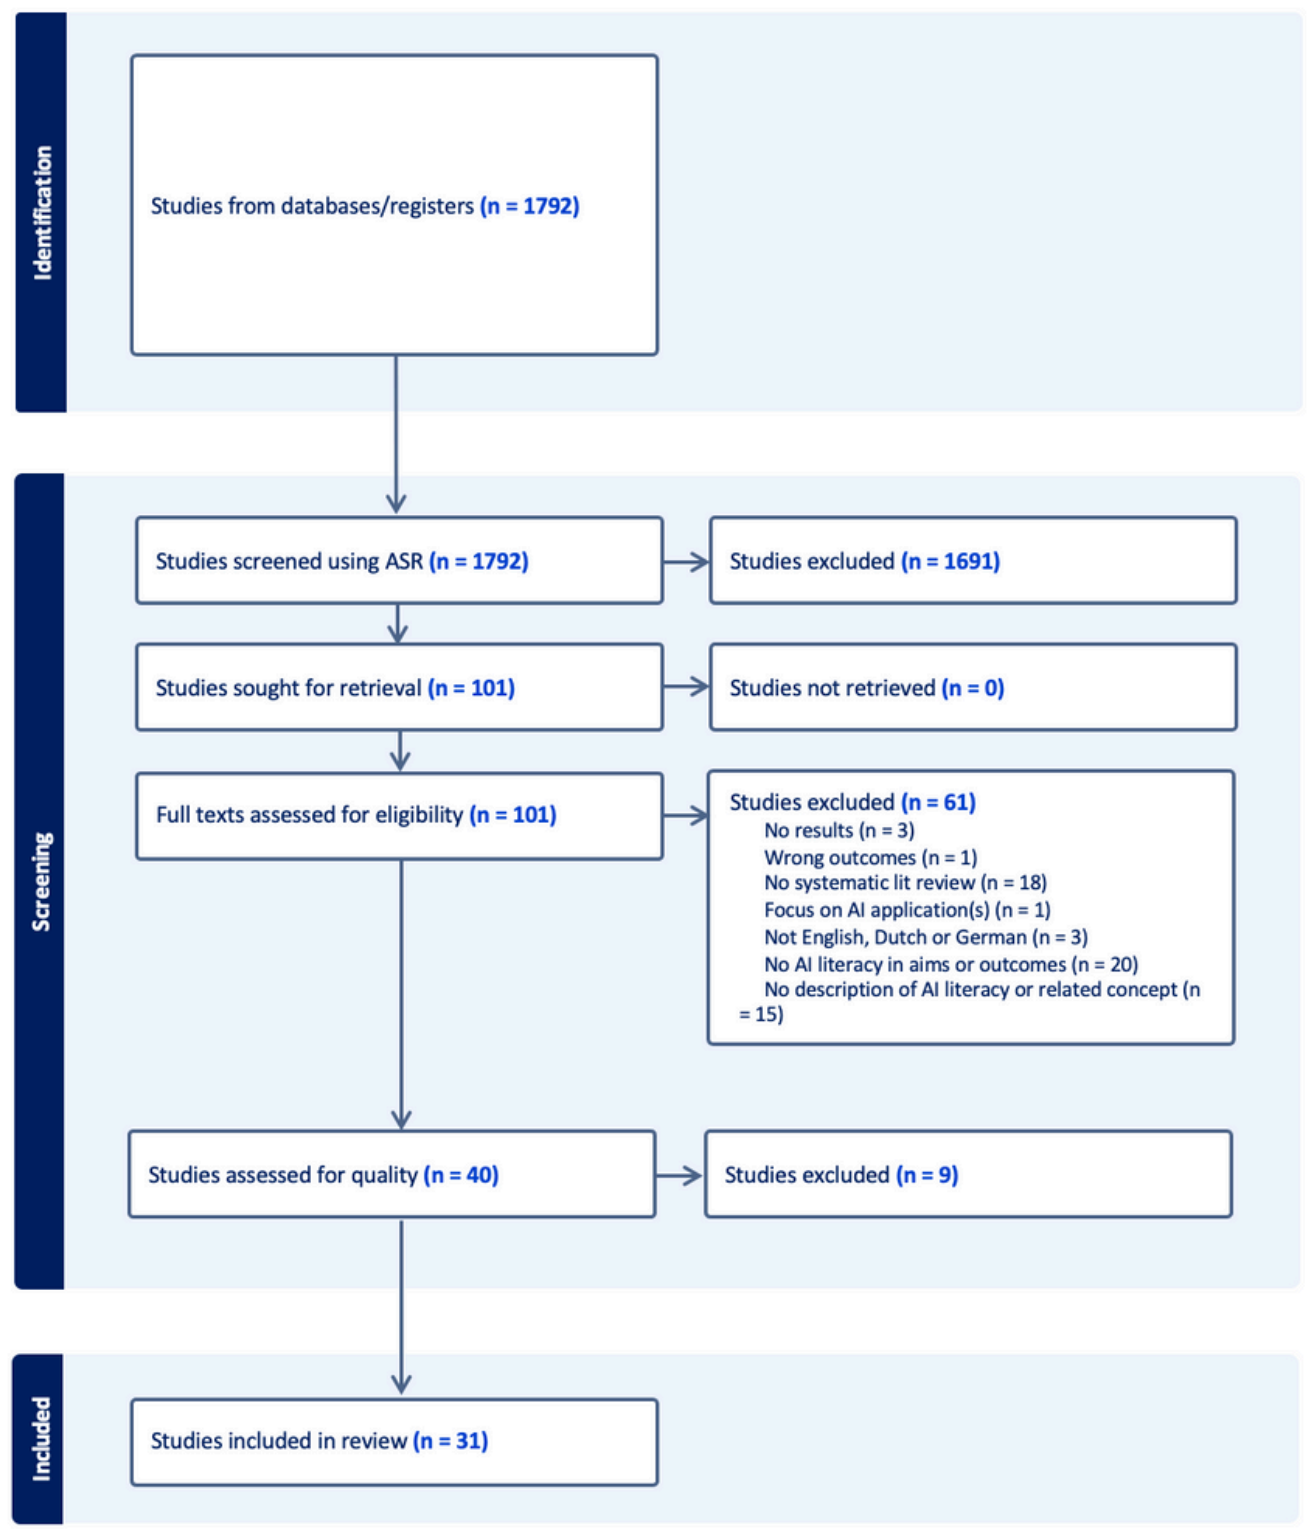 Identification
Studies from databases/registers (n = 1792)
Screening
Studies screened using ASR (n = 1792)
Studies excluded (n = 1691)
Studies sought for retrieval (n = 101)
Studies not retrieved (n = 0)
Full texts assessed for eligibility (n = 101)
Studies excluded (n = 61)
No results (n = 3)
Wrong outcomes (n = 1)
No systematic lit review (n = 18)
Focus on AI application(s) (n = 1)
Not English, Dutch or German (n = 3)
No AI literacy in aims or outcomes (n = 20)
No description of AI literacy or related concept (n
= 15)
Studies assessed for quality (n = 40)
Studies excluded (n = 9)
Included
Studies included in review (n = 31)